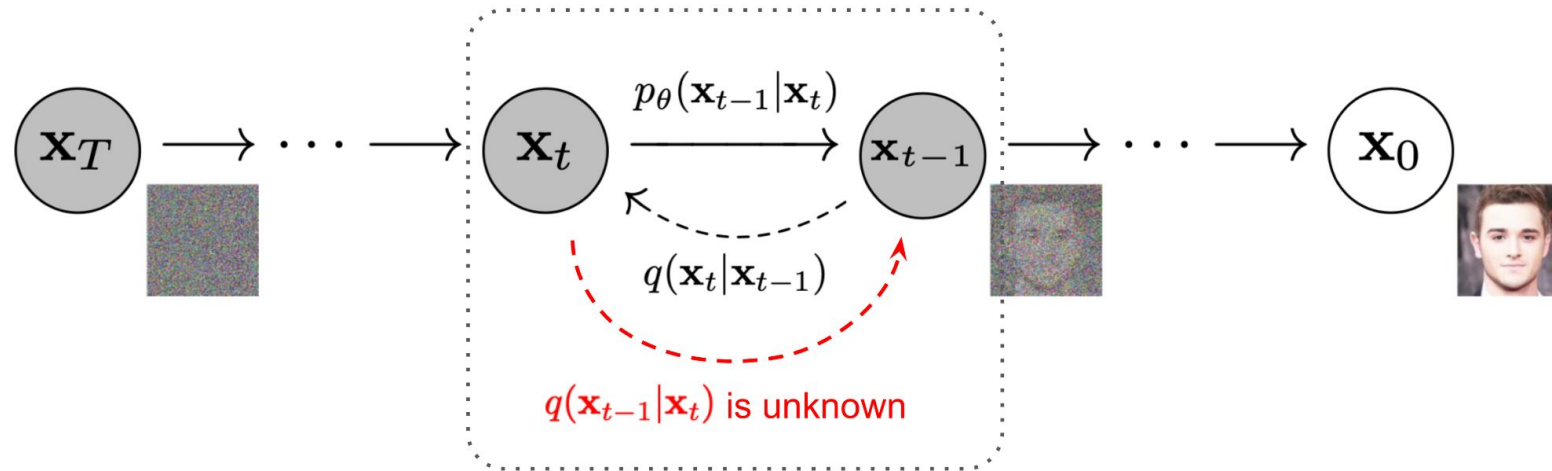 p_θ(x_{t−1}|x_t)
x_T → ··· → x_t → x_{t−1} → ··· → x_0
q(x_t|x_{t−1})
q(x_{t−1}|x_t) is unknown